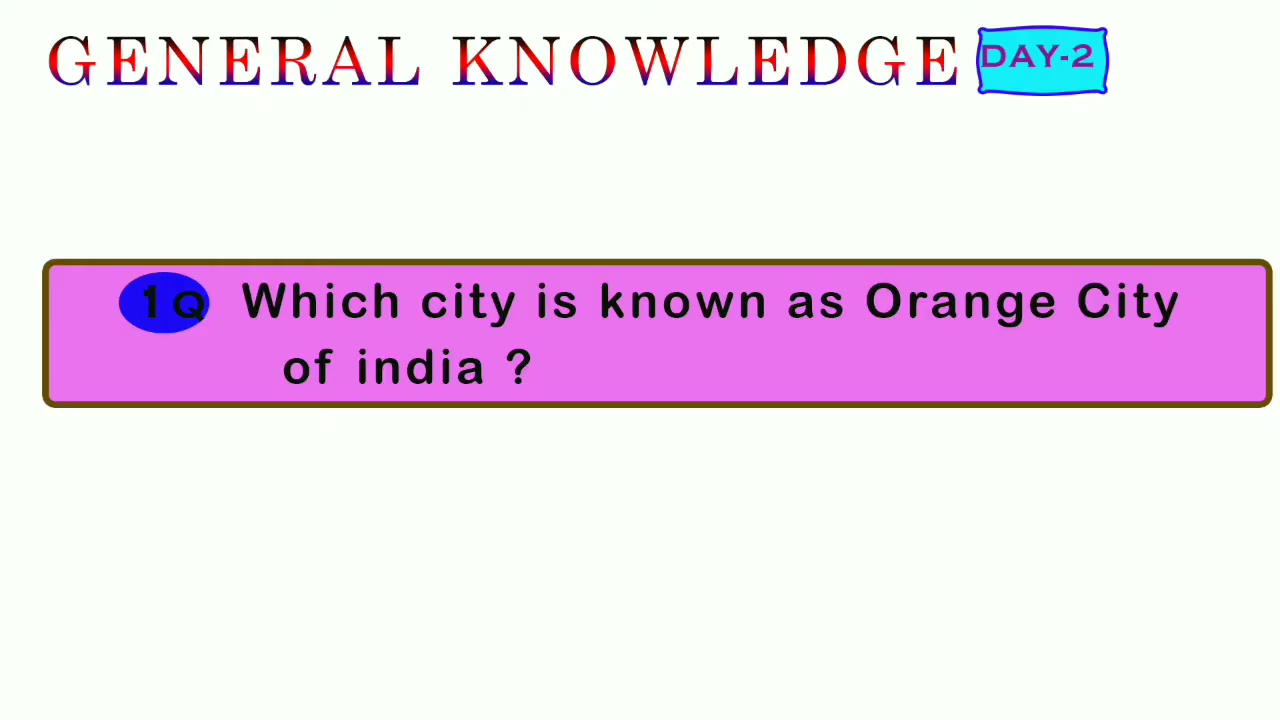 GENERAL KNOWLEDGE DAY-2
1Q Which city is known as Orange City
of india ?